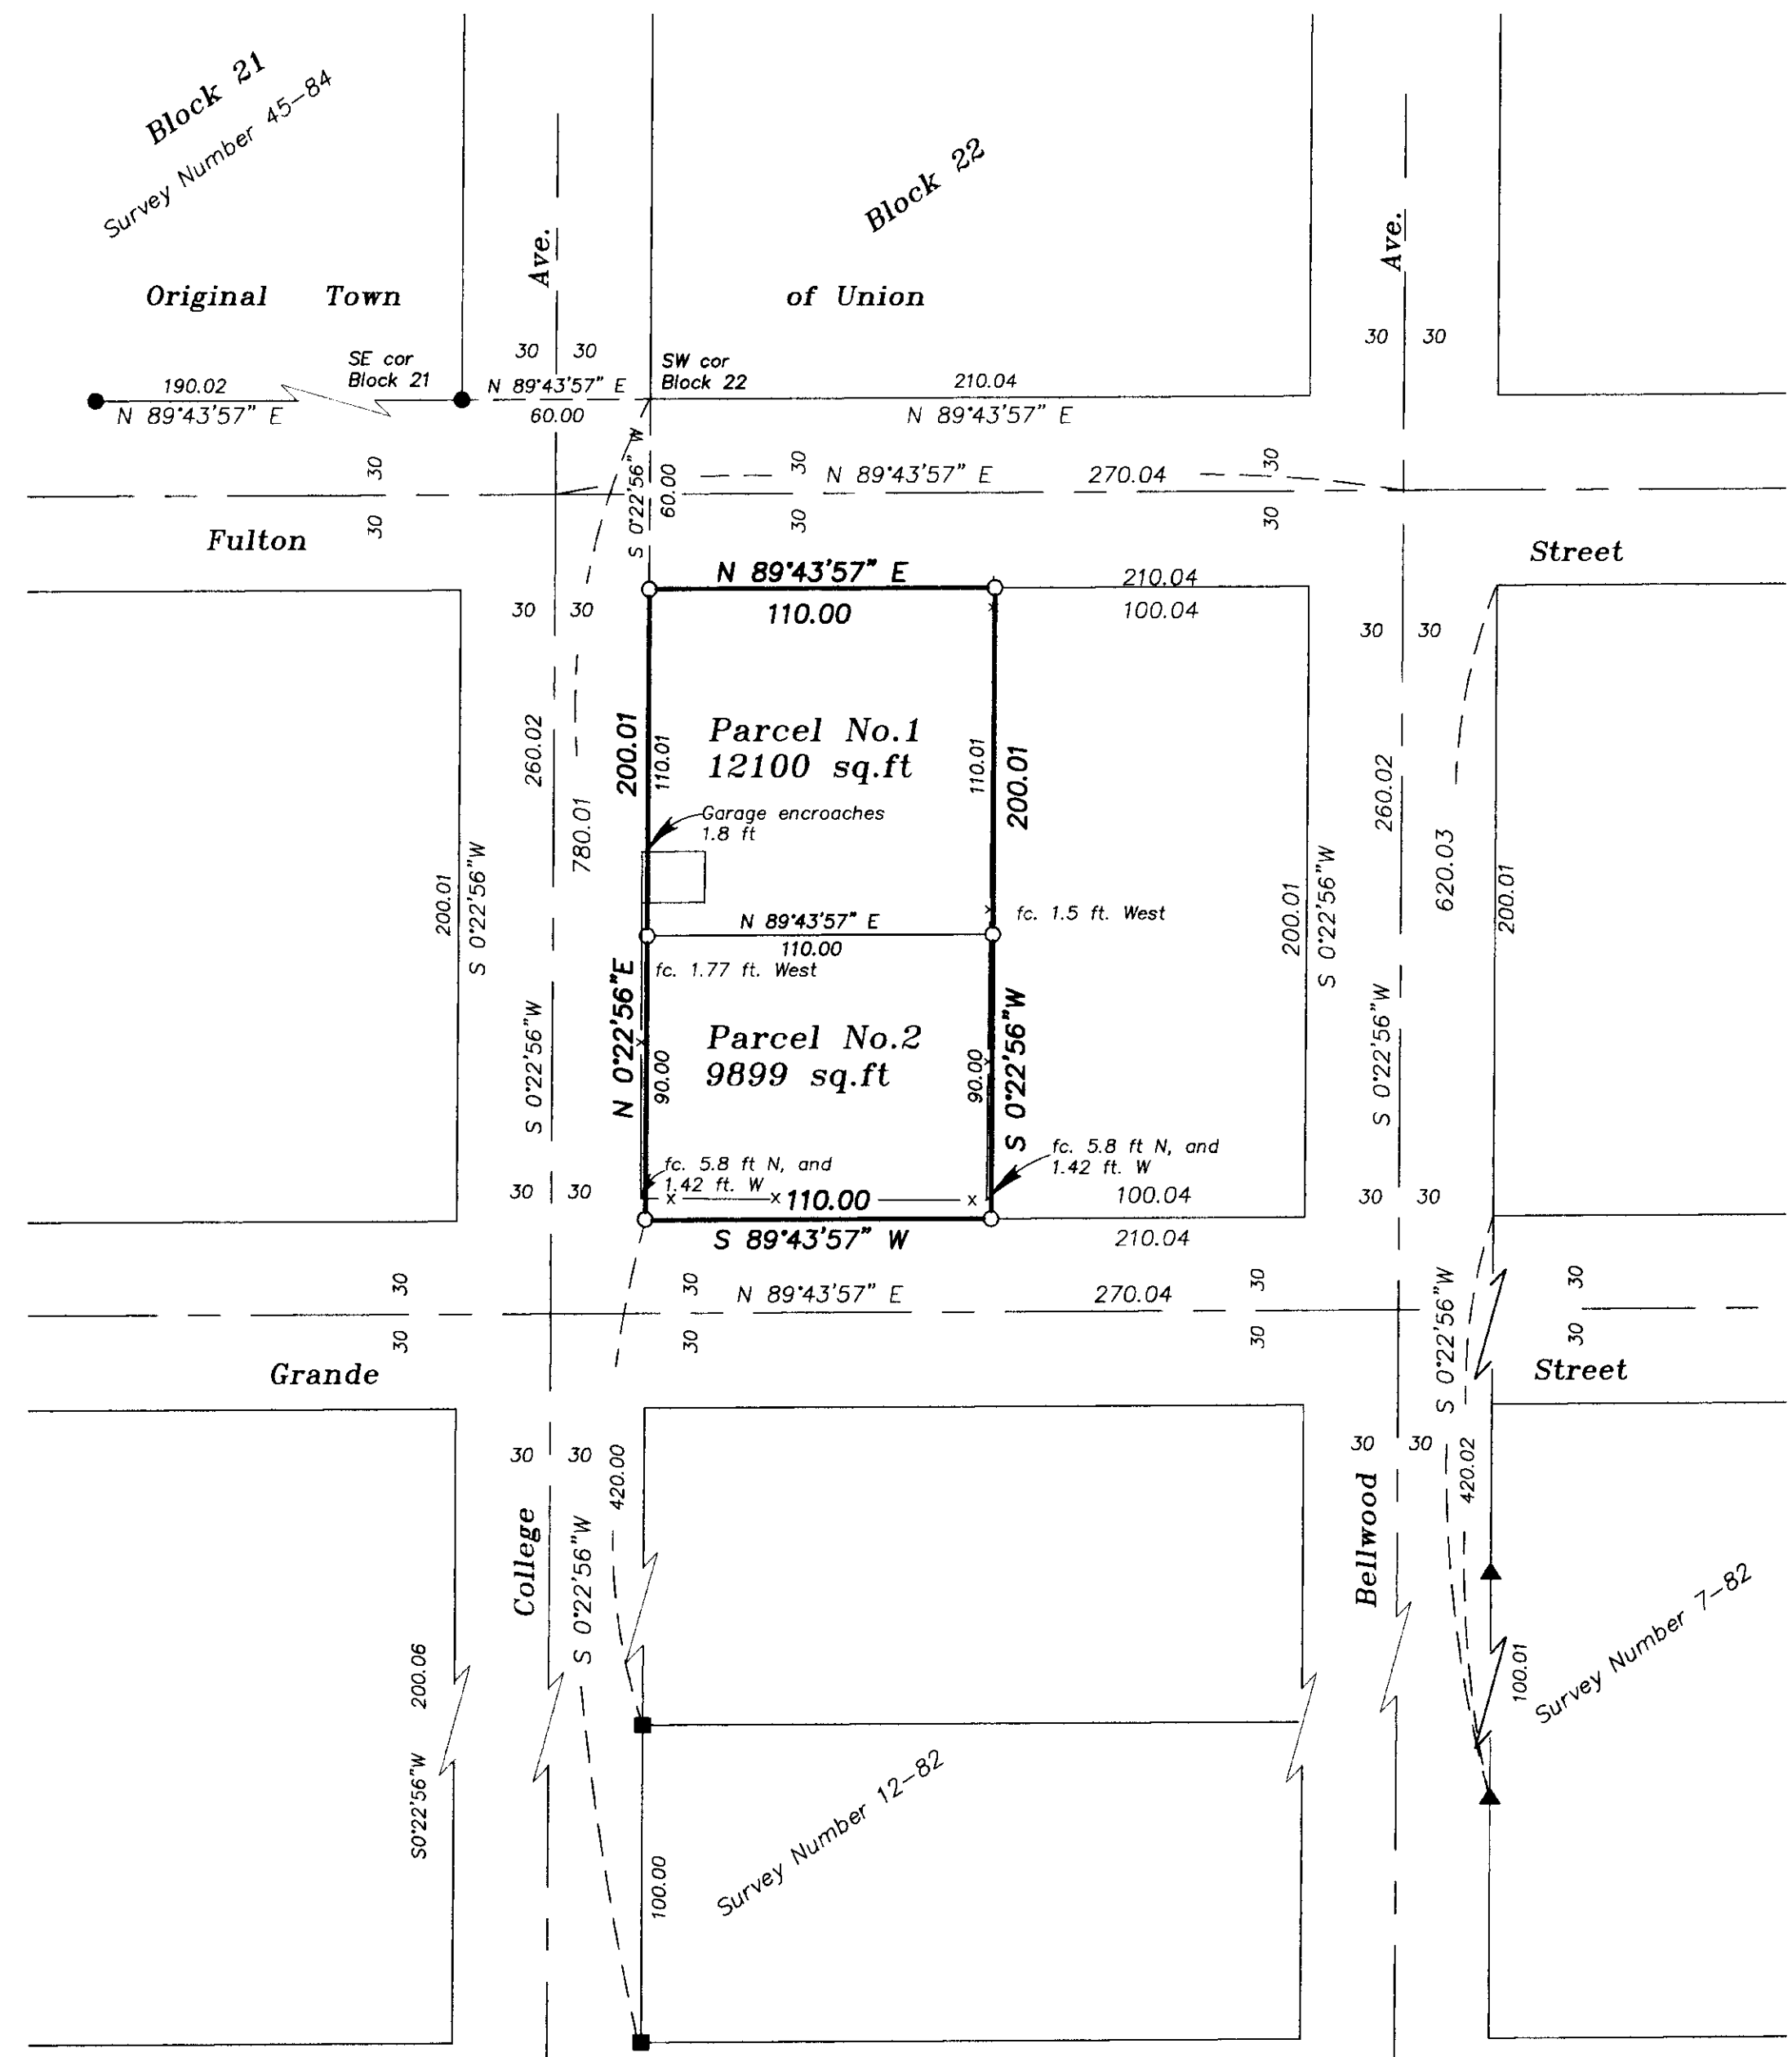 Block 21
Survey Number 45-84
Block 22
Ave.
Ave.
Original Town
of Union
30 30
30 30
SE cor
Block 21
SW cor
Block 22
190.02
N 89°43'57" E
N 89°43'57" E
60.00
210.04
N 89°43'57" E
S 0°22'56" W
60.00
30
30
30
N 89°43'57" E 270.04
30
30
30
Fulton
Street
N 89°43'57" E
110.00
210.04
100.04
30 30
30 30
260.02
780.01
200.01
110.01
Parcel No.1
12100 sq.ft
110.01
200.01
260.02
620.03
Garage encroaches
1.8 ft
200.01
S 0°22'56"W
N 89°43'57" E
110.00
fc. 1.5 ft. West
200.01
S 0°22'56"W
200.01
fc. 1.77 ft. West
S 0°22'56"W
N 0°22'56"E
90.00
Parcel No.2
9899 sq.ft
90.00
S 0°22'56"W
S 0°22'56"W
fc. 5.8 ft N, and
1.42 ft. W
fc. 5.8 ft N, and
1.42 ft. W
30 30
x x 110.00 x
100.04
30 30
S 89°43'57" W
210.04
30
30
30
N 89°43'57" E 270.04
30
30
30
S 0°22'56"W
30
30
Grande
Street
30 30
420.00
30 30
420.02
College
S 0°22'56"W
Bellwood
200.06
S0°22'56"W
100.01
Survey Number 7-82
Survey Number 12-82
100.00